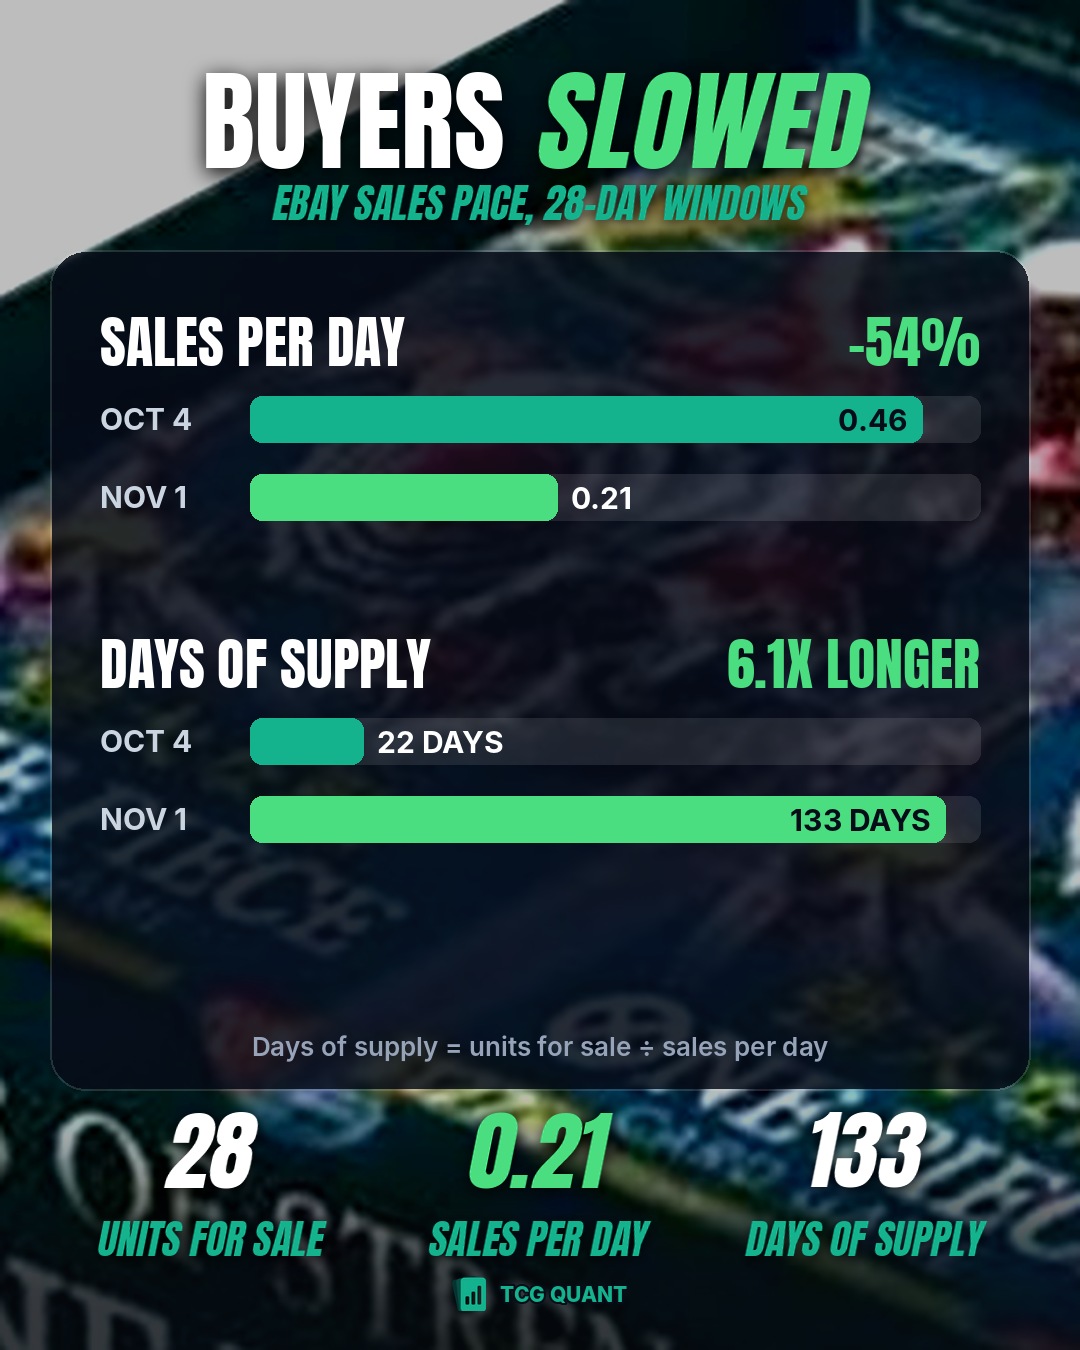 BUYERS SLOWED
EBAY SALES PACE, 28-DAY WINDOWS
SALES PER DAY -54%
OCT 4 0.46
NOV 1 0.21
DAYS OF SUPPLY 6.1X LONGER
OCT 4 22 DAYS
NOV 1 133 DAYS
Days of supply = units for sale ÷ sales per day
28 0.21 133
UNITS FOR SALE SALES PER DAY DAYS OF SUPPLY
TCG QUANT